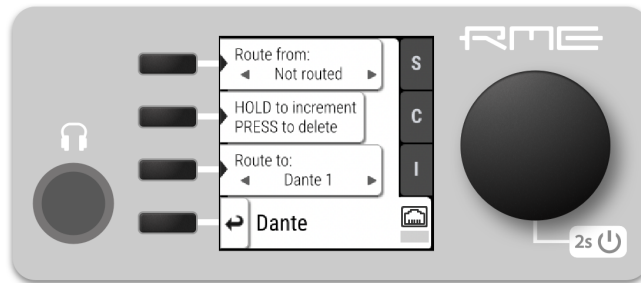 RME
Route from:
◀ Not routed ▶
S
HOLD to increment
PRESS to delete
C
Route to:
◀ Dante 1 ▶
I
Dante
2s